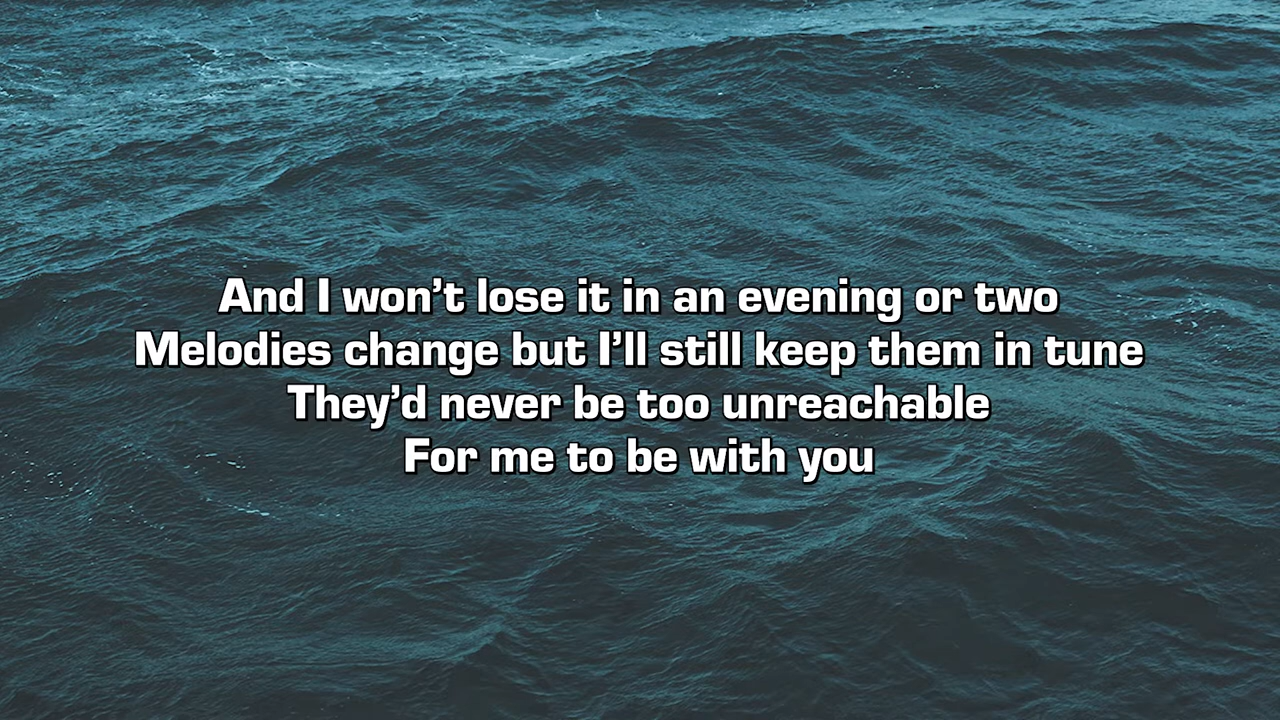 And I won’t lose it in an evening or two
Melodies change but I’ll still keep them in tune
They’d never be too unreachable
For me to be with you